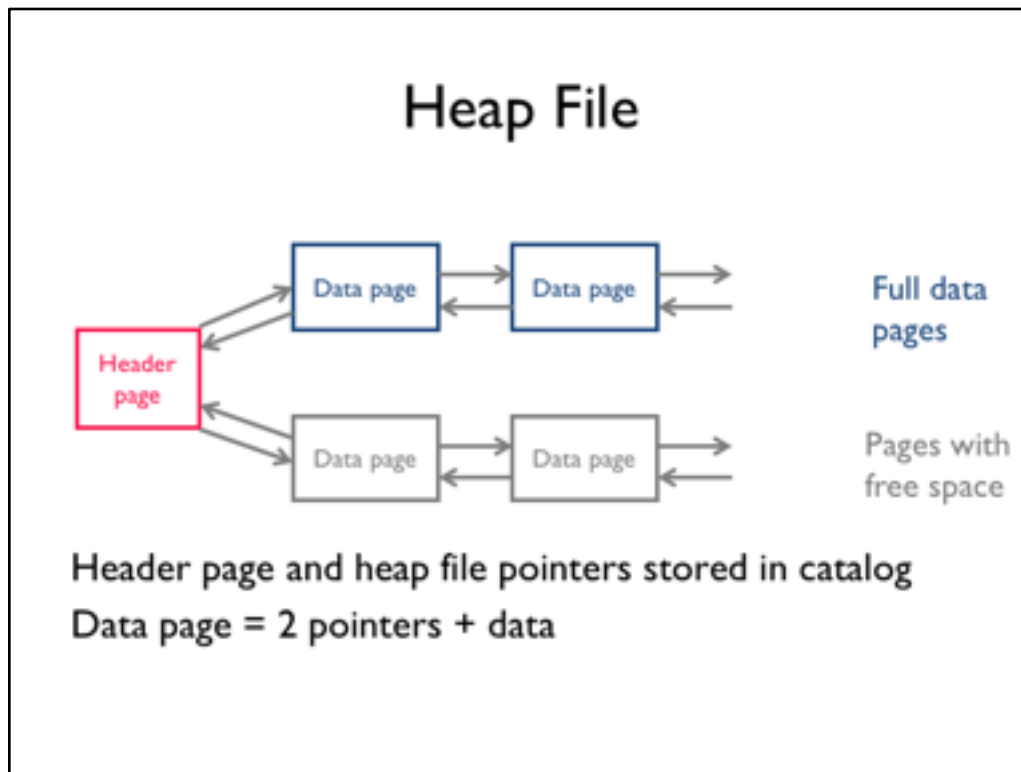 Heap File
Data page
Data page
Full data
pages
Header
page
Data page
Data page
Pages with
free space
Header page and heap file pointers stored in catalog
Data page = 2 pointers + data